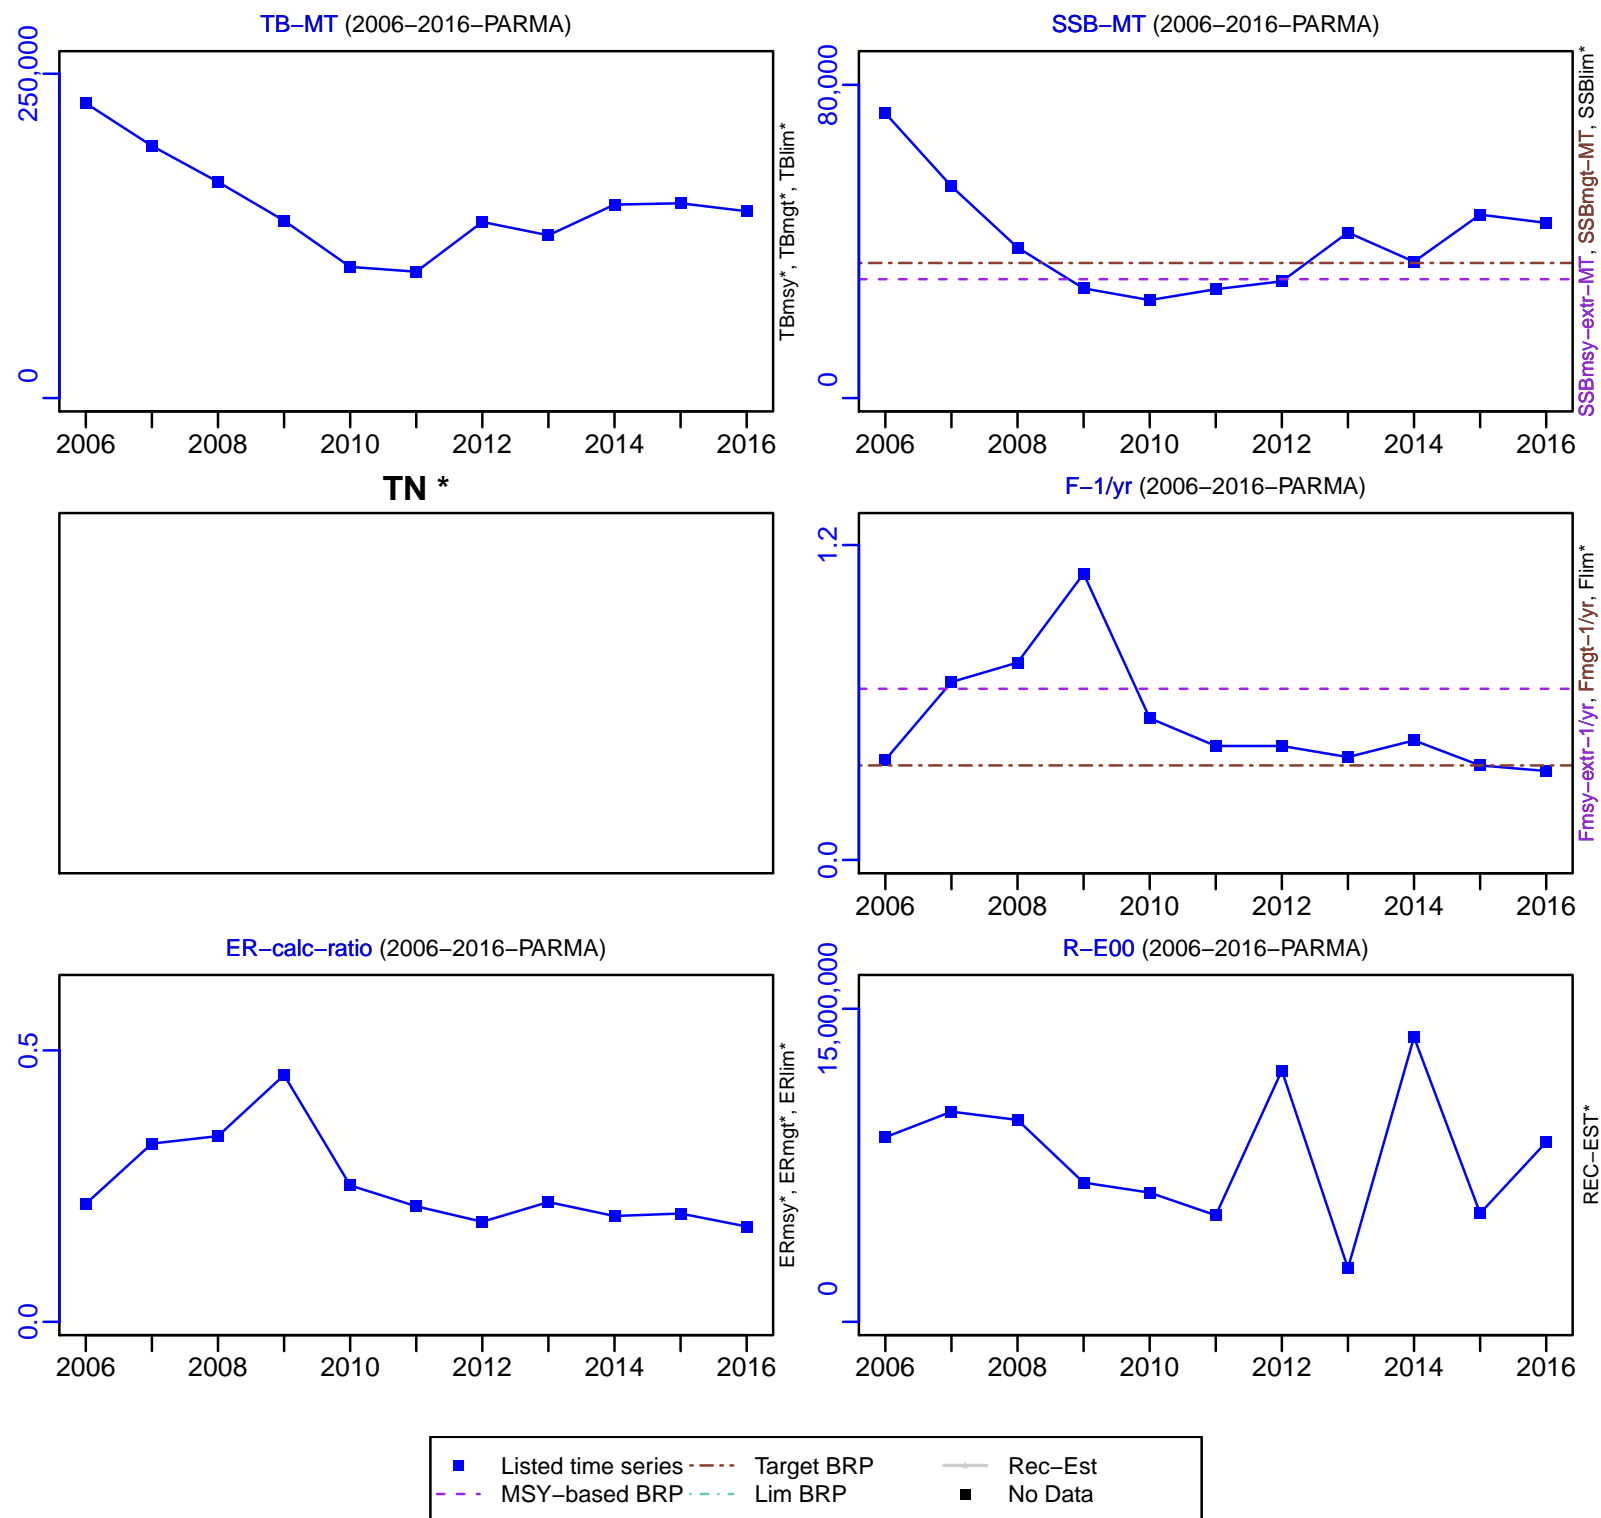 TB−MT (2006−2016−PARMA)
250,000
0
TBmsy*, TBmgt*, TBlim*
2006 2008 2010 2012 2014 2016
SSB−MT (2006−2016−PARMA)
80,000
0
SSBmsy−extr−MT, SSBmgt−MT, SSBlim*
2006 2008 2010 2012 2014 2016
TN *
F−1/yr (2006−2016−PARMA)
1.2
0.0
Fmsy−extr−1/yr, Fmgt−1/yr, Flim*
2006 2008 2010 2012 2014 2016
ER−calc−ratio (2006−2016−PARMA)
0.5
0.0
ERmsy*, ERmgt*, ERlim*
2006 2008 2010 2012 2014 2016
R−E00 (2006−2016−PARMA)
15,000,000
0
REC−EST*
2006 2008 2010 2012 2014 2016
Listed time series Target BRP Rec−Est
MSY−based BRP Lim BRP No Data